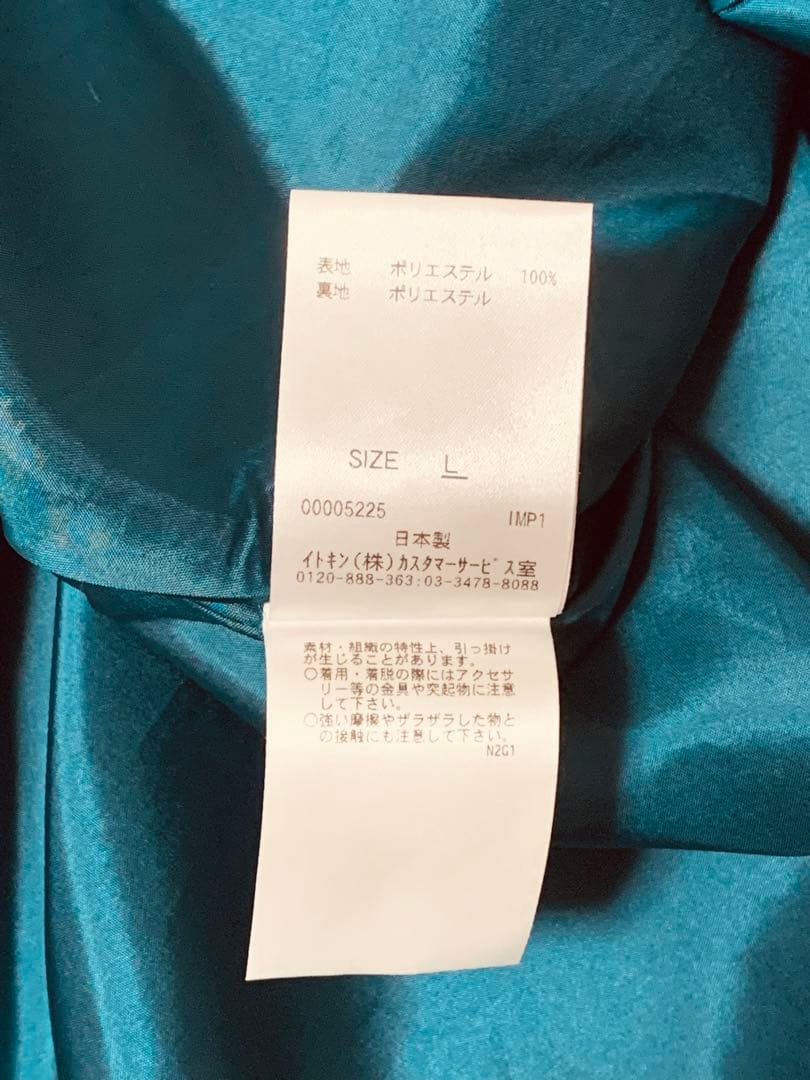 表地 ポリエステル 100%
裏地 ポリエステル
SIZE L
00005225 IMP1
日本製
イトキン(株)カスタマーサービス室
0120-888-363:03-3478-8088
素材・組織の特性上、引っ掛け
が生じることがあります。
○着用・着脱の際にはアクセサ
リー等の金具や突起物に注意
して下さい。
○強い摩擦やザラザラした物と
の接触にも注意して下さい。
N2G1